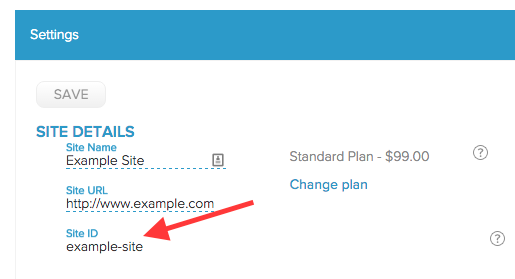 Settings
SAVE
SITE DETAILS
Site Name
Example Site
Standard Plan - $99.00
?
Change plan
Site URL
http://www.example.com
Site ID
example-site
?